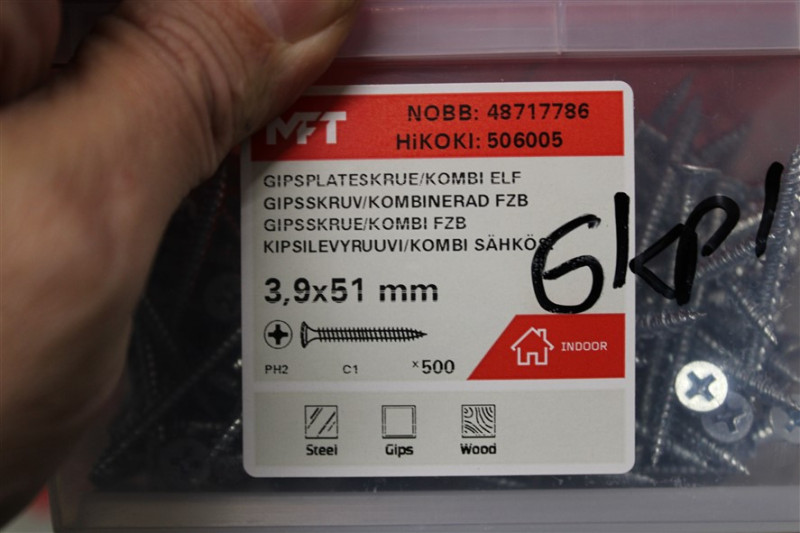 MFT
NOBB: 48717786
HiKOKI: 506005
GIPSPLATESKRUE/KOMBI ELF
GIPSSKRUV/KOMBINERAD FZB
GIPSSKRUE/KOMBI FZB
KIPSILEVYRUUVI/KOMBI SÄHKÖS
6kp!
3,9x51 mm
PH2 C1 x500
INDOOR
Steel Gips Wood